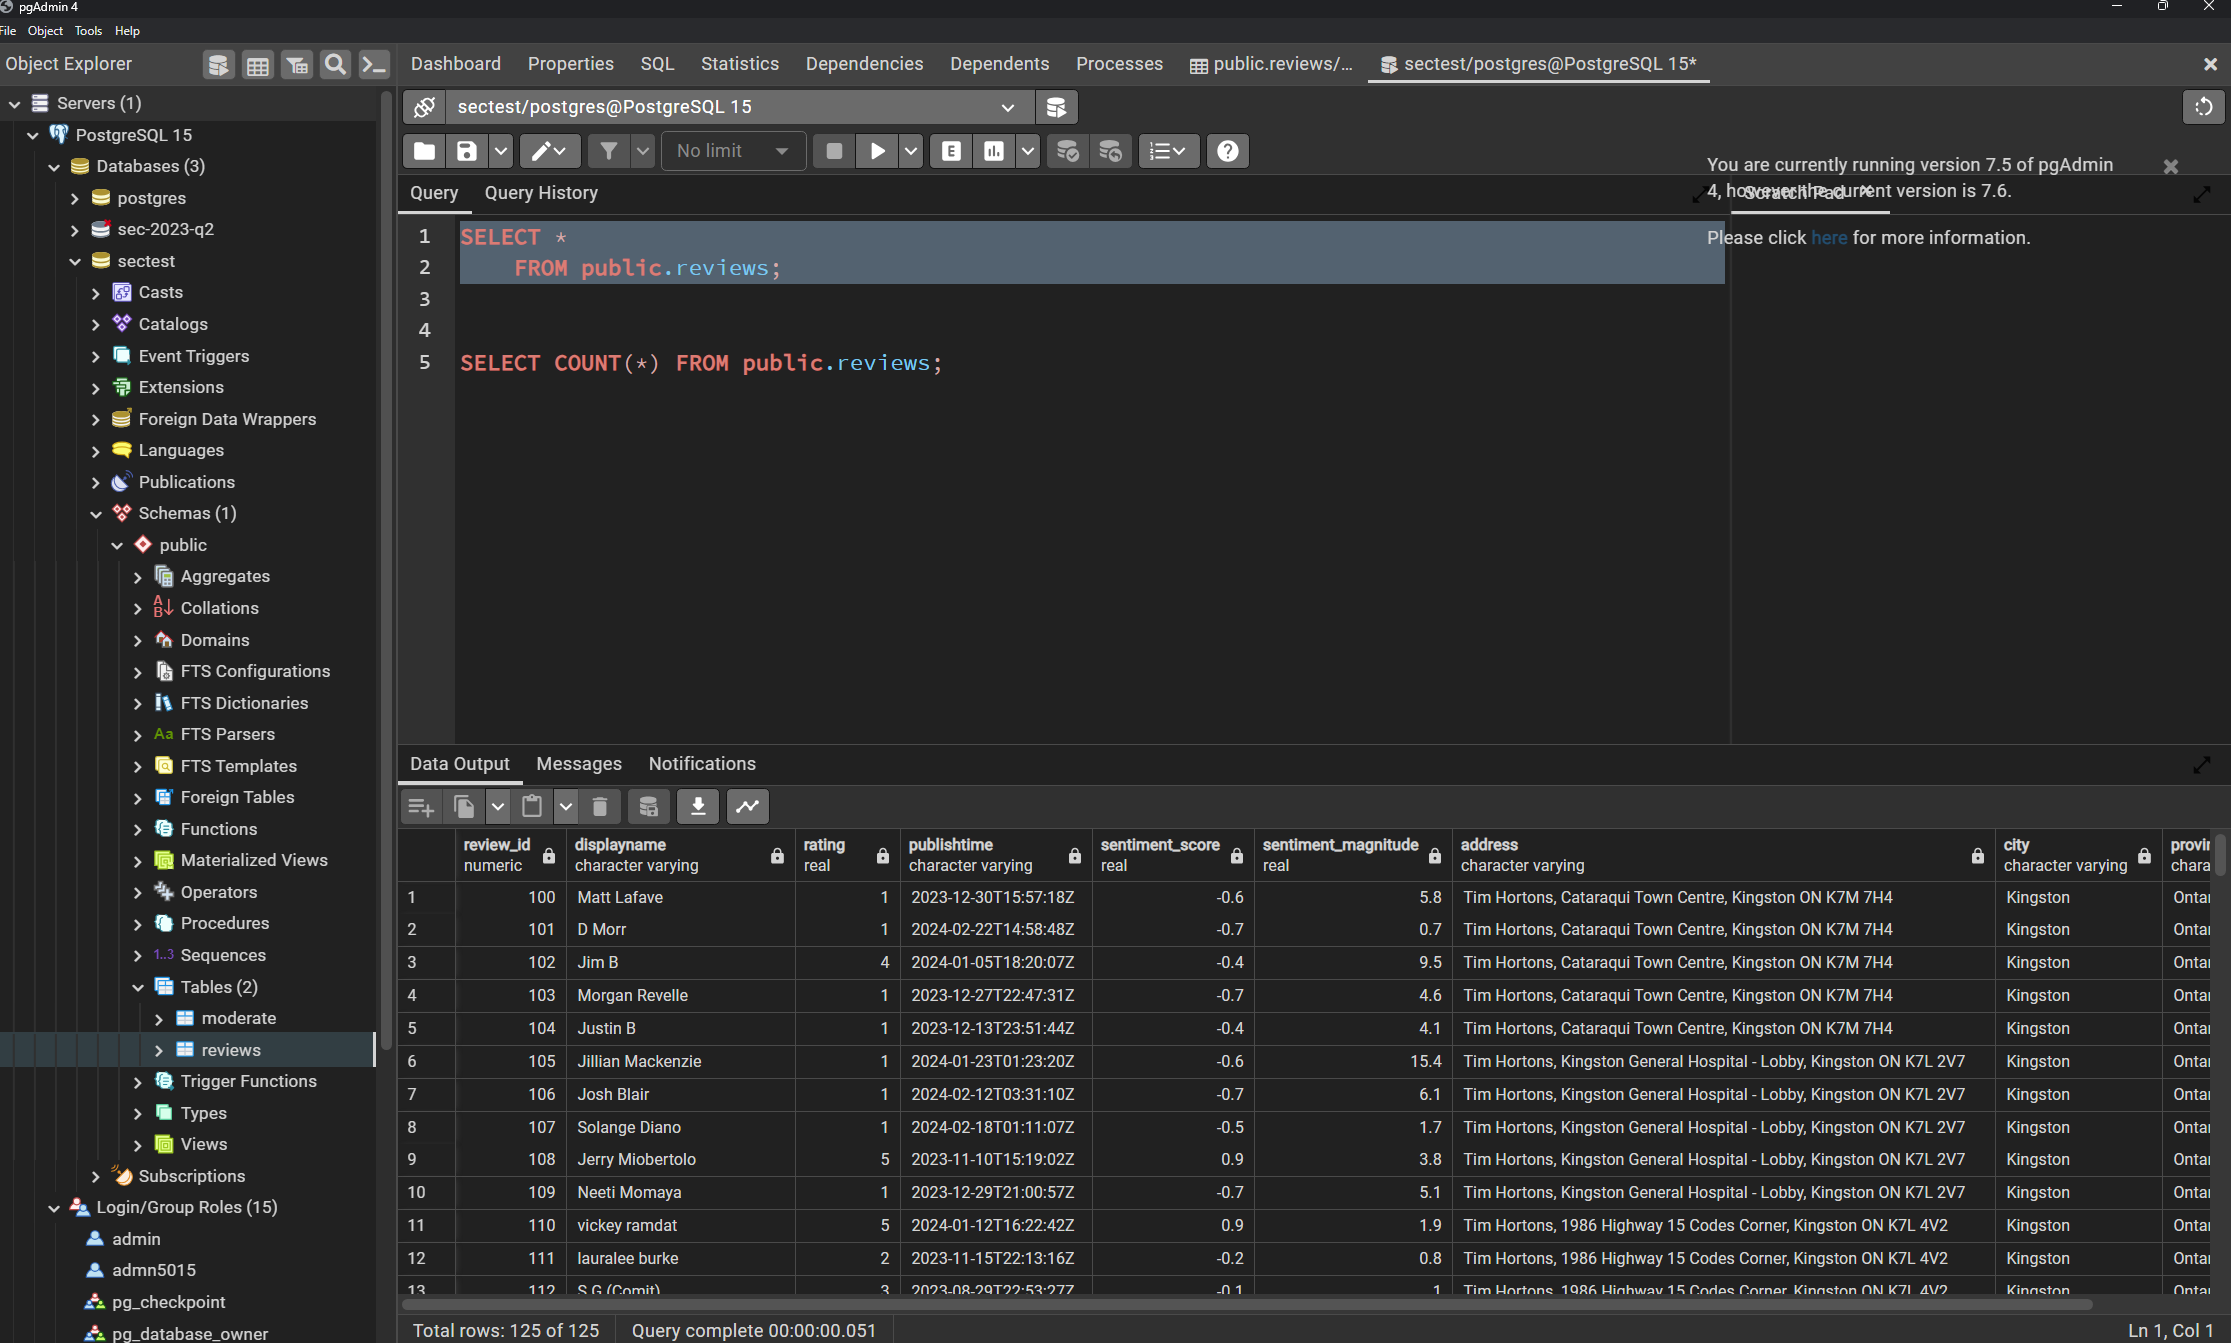 pgAdmin 4
File Object Tools Help
Object Explorer
Dashboard Properties SQL Statistics Dependencies Dependents Processes public.reviews/... sectest/postgres@PostgreSQL 15*
Servers (1)
PostgreSQL 15
Databases (3)
postgres
sec-2023-q2
sectest
Casts
Catalogs
Event Triggers
Extensions
Foreign Data Wrappers
Languages
Publications
Schemas (1)
public
Aggregates
Collations
Domains
FTS Configurations
FTS Dictionaries
Aa FTS Parsers
FTS Templates
Foreign Tables
Functions
Materialized Views
Operators
Procedures
1..3 Sequences
Tables (2)
moderate
reviews
Trigger Functions
Types
Views
Subscriptions
Login/Group Roles (15)
admin
admn5015
pg_checkpoint
pg_database_owner
sectest/postgres@PostgreSQL 15
No limit
E
You are currently running version 7.5 of pgAdmin
4, however the current version is 7.6.
Please click here for more information.
Query Query History
Scratch Pad
1 SELECT *
2 FROM public.reviews;
3
4
5 SELECT COUNT(*) FROM public.reviews;
Data Output Messages Notifications
review_id displayname rating publishtime sentiment_score sentiment_magnitude address city provin
numeric character varying real character varying real real character varying character varying chara
1 100 Matt Lafave 1 2023-12-30T15:57:18Z -0.6 5.8 Tim Hortons, Cataraqui Town Centre, Kingston ON K7M 7H4 Kingston Ontar
2 101 D Morr 1 2024-02-22T14:58:48Z -0.7 0.7 Tim Hortons, Cataraqui Town Centre, Kingston ON K7M 7H4 Kingston Ontar
3 102 Jim B 4 2024-01-05T18:20:07Z -0.4 9.5 Tim Hortons, Cataraqui Town Centre, Kingston ON K7M 7H4 Kingston Ontar
4 103 Morgan Revelle 1 2023-12-27T22:47:31Z -0.7 4.6 Tim Hortons, Cataraqui Town Centre, Kingston ON K7M 7H4 Kingston Ontar
5 104 Justin B 1 2023-12-13T23:51:44Z -0.4 4.1 Tim Hortons, Cataraqui Town Centre, Kingston ON K7M 7H4 Kingston Ontar
6 105 Jillian Mackenzie 1 2024-01-23T01:23:20Z -0.6 15.4 Tim Hortons, Kingston General Hospital - Lobby, Kingston ON K7L 2V7 Kingston Ontar
7 106 Josh Blair 1 2024-02-12T03:31:10Z -0.7 6.1 Tim Hortons, Kingston General Hospital - Lobby, Kingston ON K7L 2V7 Kingston Ontar
8 107 Solange Diano 1 2024-02-18T01:11:07Z -0.5 1.7 Tim Hortons, Kingston General Hospital - Lobby, Kingston ON K7L 2V7 Kingston Ontar
9 108 Jerry Miobertolo 5 2023-11-10T15:19:02Z 0.9 3.8 Tim Hortons, Kingston General Hospital - Lobby, Kingston ON K7L 2V7 Kingston Ontar
10 109 Neeti Momaya 1 2023-12-29T21:00:57Z -0.7 5.1 Tim Hortons, Kingston General Hospital - Lobby, Kingston ON K7L 2V7 Kingston Ontar
11 110 vickey ramdat 5 2024-01-12T16:22:42Z 0.9 1.9 Tim Hortons, 1986 Highway 15 Codes Corner, Kingston ON K7L 4V2 Kingston Ontar
12 111 lauralee burke 2 2023-11-15T22:13:16Z -0.2 0.8 Tim Hortons, 1986 Highway 15 Codes Corner, Kingston ON K7L 4V2 Kingston Ontar
13 112 S.G (Comit) 3 2023-08-29T22:53:27Z -0.1 1 Tim Hortons, 1986 Highway 15 Codes Corner, Kingston ON K7L 4V2 Kingston Ontar
Total rows: 125 of 125 Query complete 00:00:00.051 Ln 1, Col 1